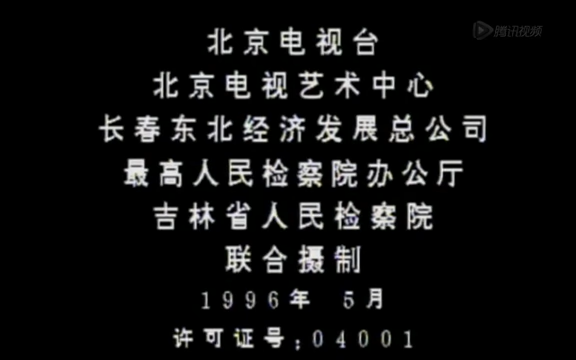 腾讯视频
北京电视台
北京电视艺术中心
长春东北经济发展总公司
最高人民检察院办公厅
吉林省人民检察院
联合摄制
1996年 5月
许可证号:04001